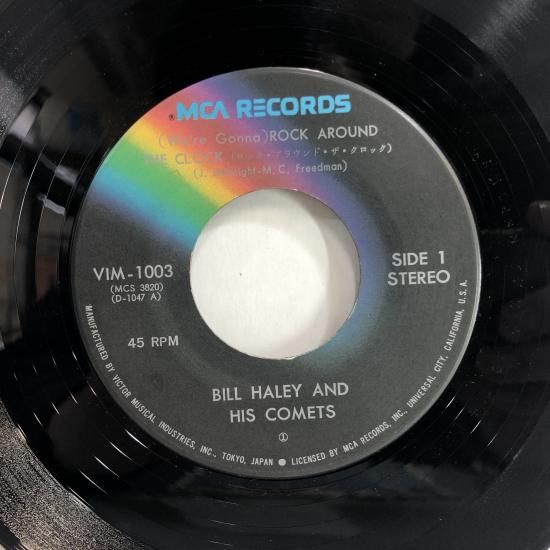 ®MCA RECORDS
(We're Gonna)ROCK AROUND
THE CLOCK (ロック・アラウンド・ザ・クロック)
(J. -M. C. Freedman)
VIM-1003
(MCS 3820)
(D-1047 A)
SIDE 1
STEREO
45 RPM
BILL HALEY AND
HIS COMETS
①
MANUFACTURED BY VICTOR MUSICAL INDUSTRIES, INC., TOKYO, JAPAN ● LICENSED BY MCA RECORDS, INC., UNIVERSAL CITY, CALIFORNIA, U.S.A.